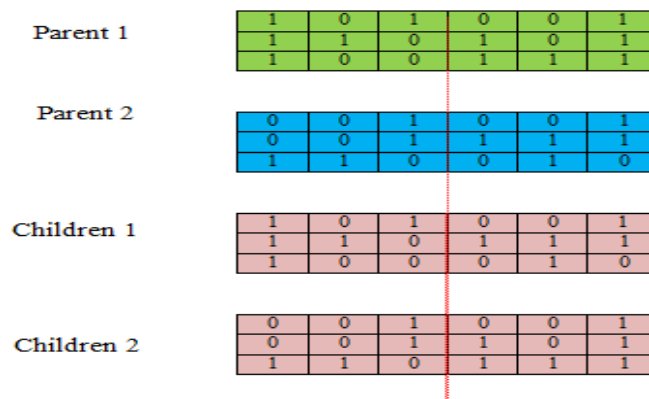 Parent 1
1 0 1 0 0 1
1 1 0 1 0 1
1 0 0 1 1 1
Parent 2
0 0 1 0 0 1
0 0 1 1 1 1
1 1 0 0 1 0
Children 1
1 0 1 0 0 1
1 1 0 1 1 1
1 0 0 0 1 0
Children 2
0 0 1 0 0 1
0 0 1 1 0 1
1 1 0 1 1 1